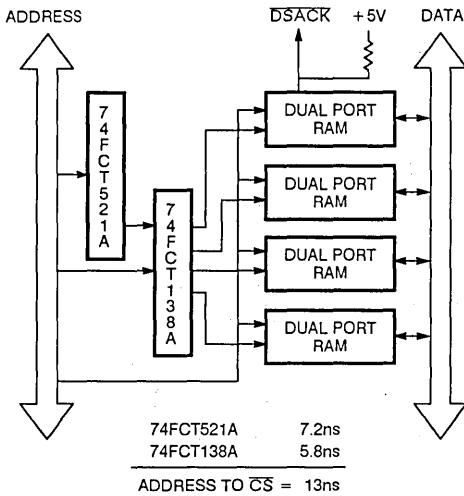 ADDRESS
DSACK
+5V
DATA
74FCT521A
74FCT138A
DUAL PORT
RAM
DUAL PORT
RAM
DUAL PORT
RAM
DUAL PORT
RAM
74FCT521A 7.2ns
74FCT138A 5.8ns
ADDRESS TO CS = 13ns